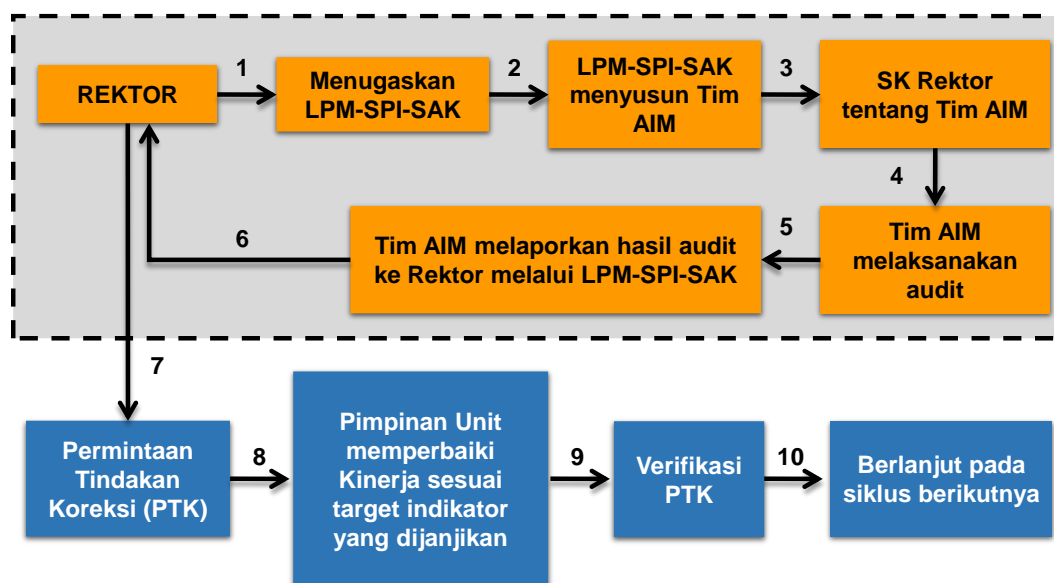 REKTOR
1
Menugaskan
LPM-SPI-SAK
2
LPM-SPI-SAK
menyusun Tim
AIM
3
SK Rektor
tentang Tim AIM
4
Tim AIM
melaksanakan
audit
5
Tim AIM melaporkan hasil audit
ke Rektor melalui LPM-SPI-SAK
6
7
Permintaan
Tindakan
Koreksi (PTK)
8
Pimpinan Unit
memperbaiki
Kinerja sesuai
target indikator
yang dijanjikan
9
Verifikasi
PTK
10
Berlanjut pada
siklus berikutnya